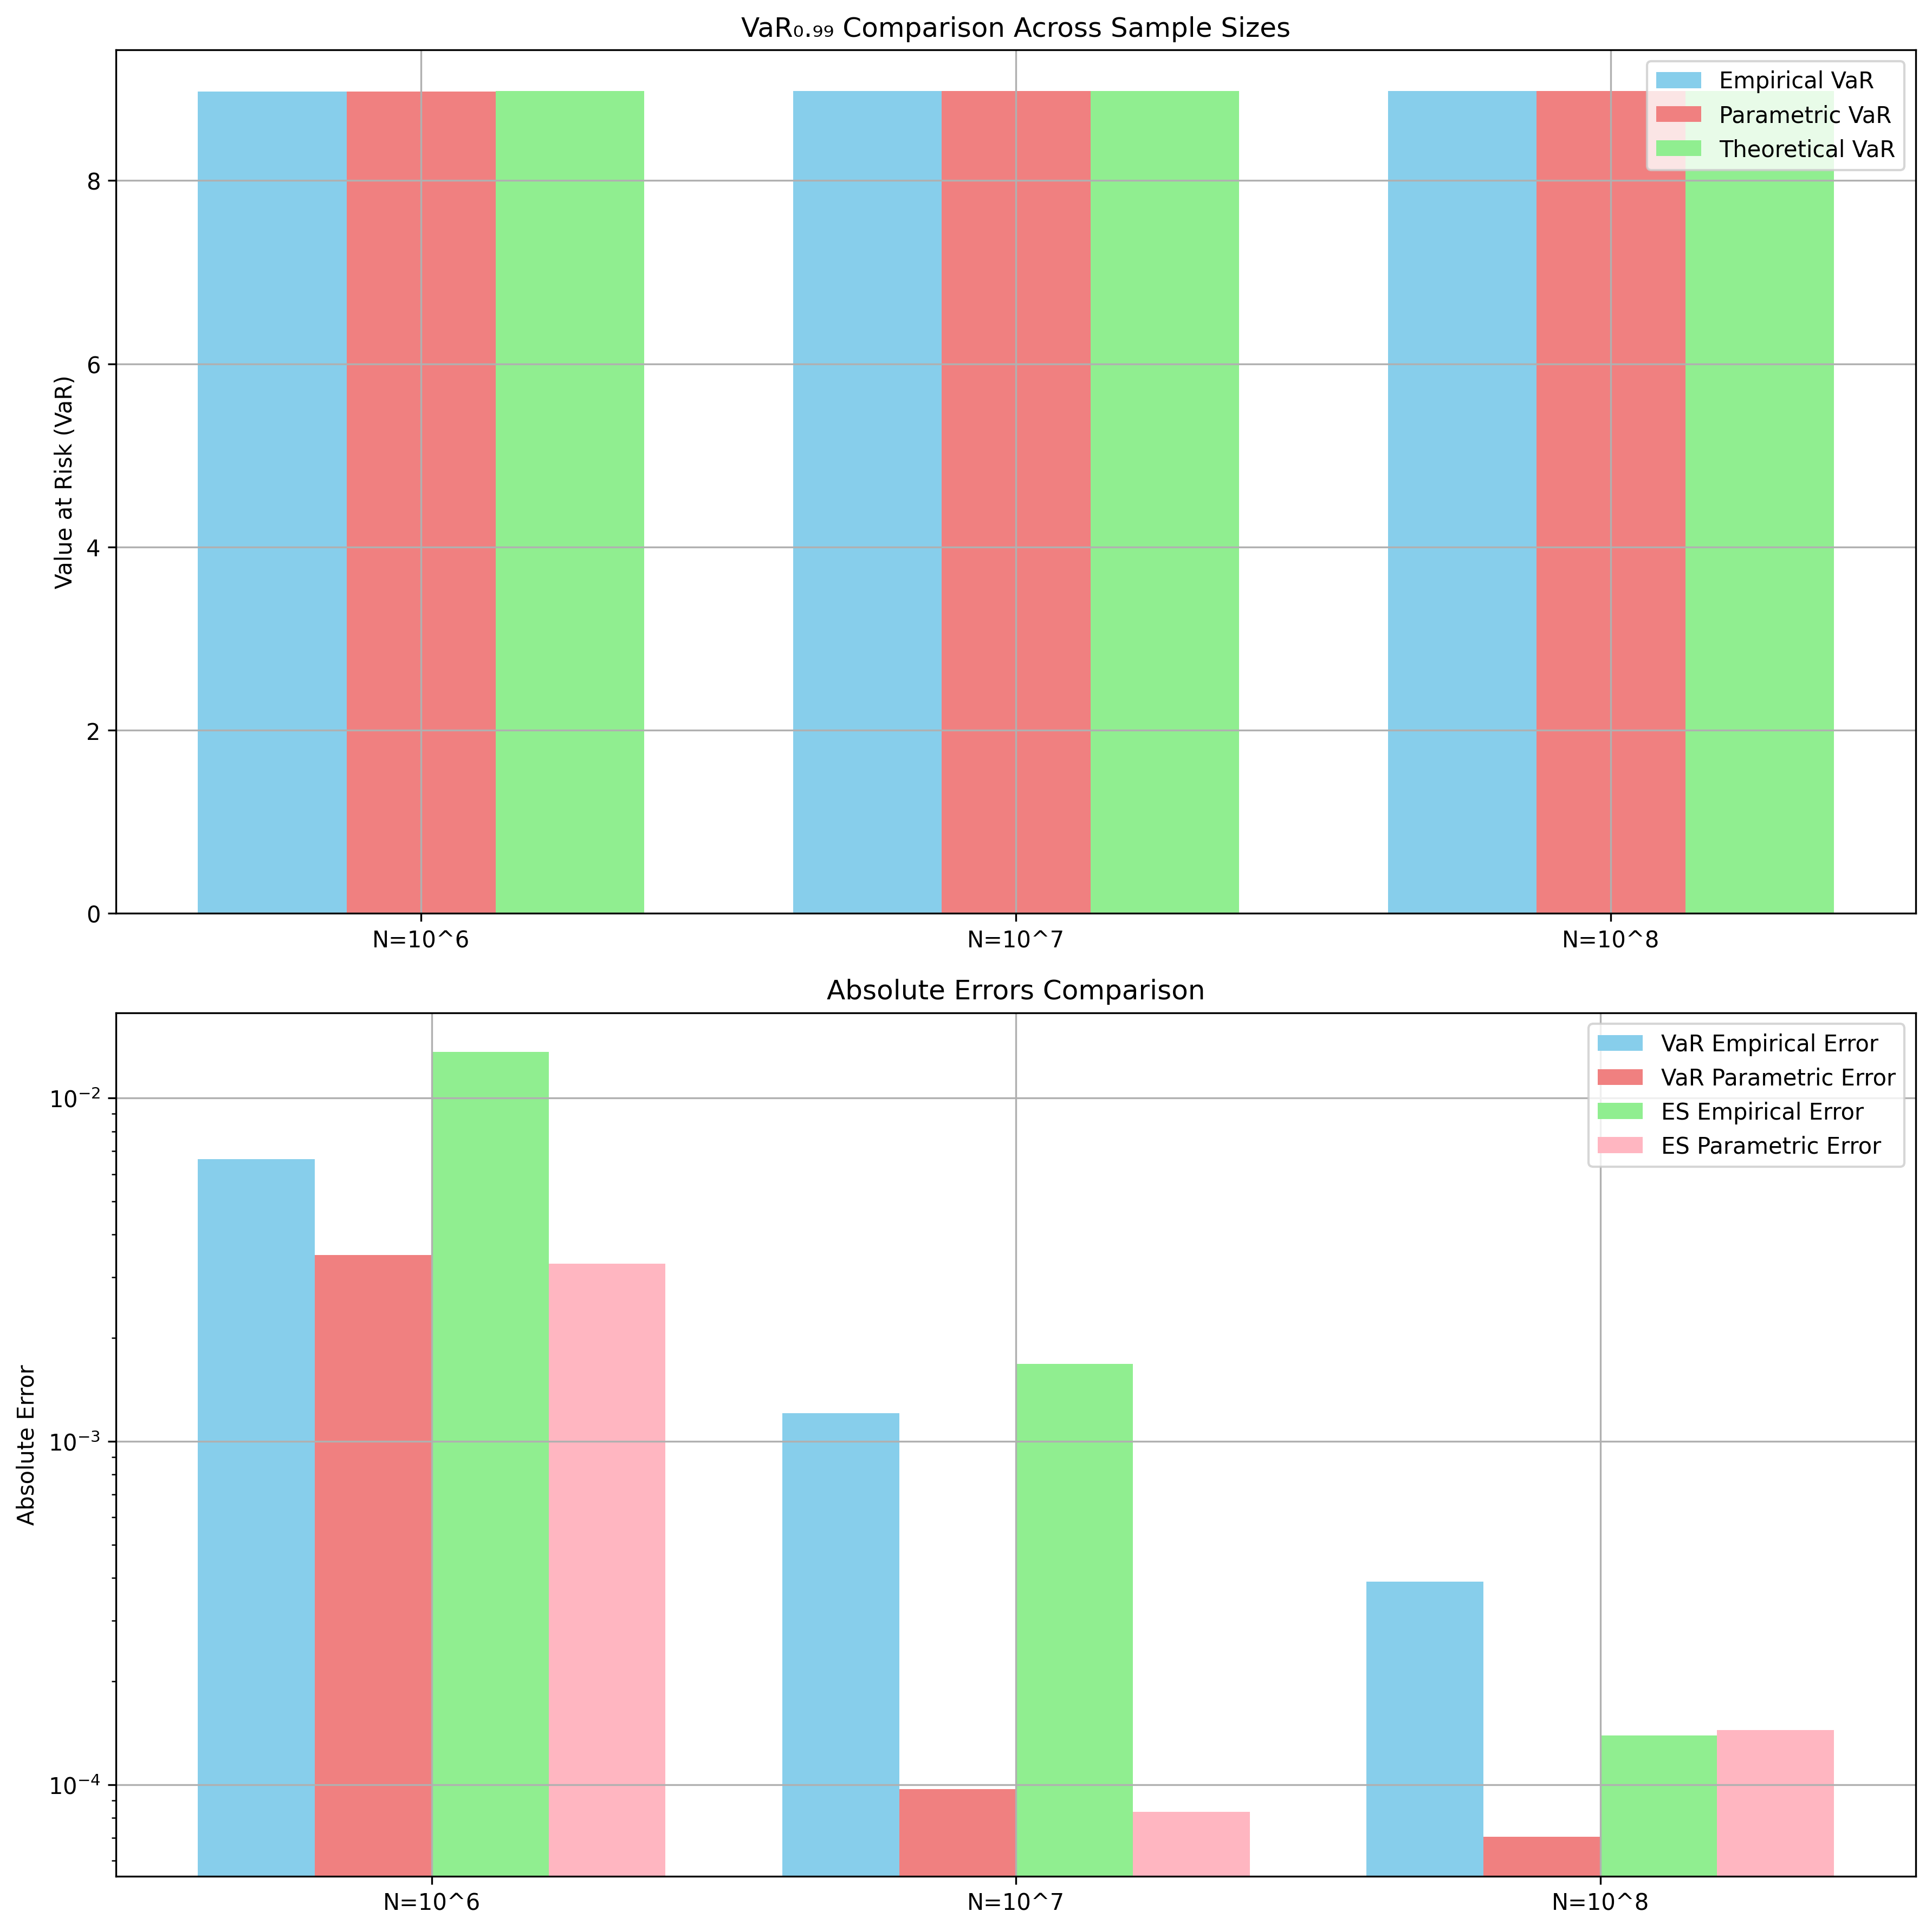 VaR₀.₉₉ Comparison Across Sample Sizes
Value at Risk (VaR)
8
6
4
2
0
Empirical VaR
Parametric VaR
Theoretical VaR
N=10^6
N=10^7
N=10^8
Absolute Errors Comparison
Absolute Error
10⁻²
10⁻³
10⁻⁴
VaR Empirical Error
VaR Parametric Error
ES Empirical Error
ES Parametric Error
N=10^6
N=10^7
N=10^8